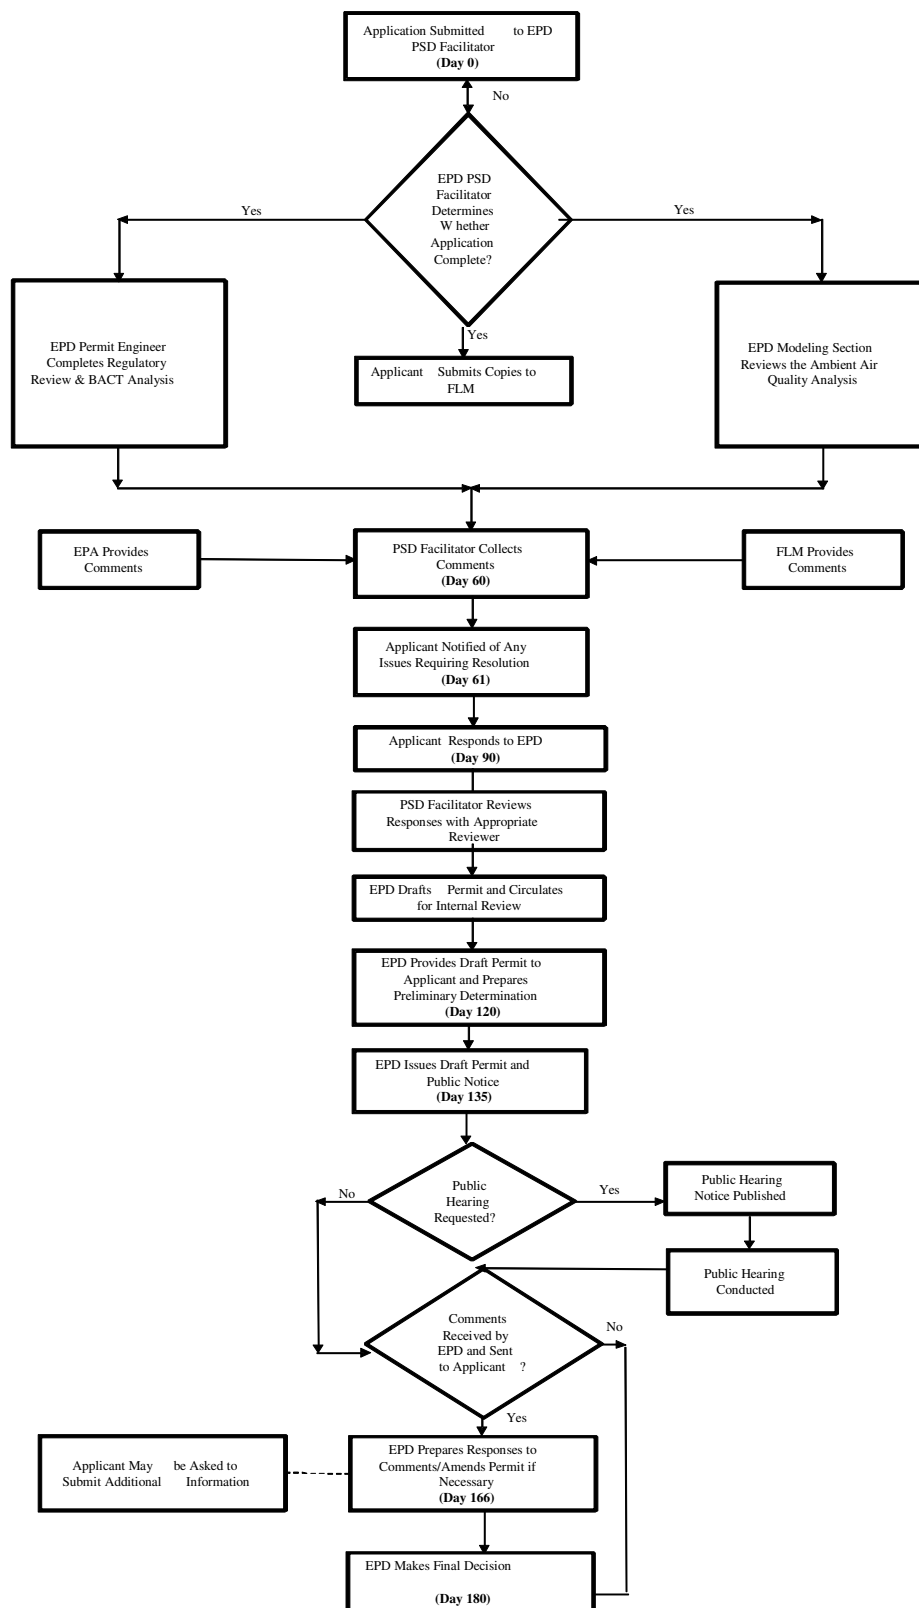 Application Submitted to EPD
PSD Facilitator
(Day 0)
No
EPD PSD
Facilitator
Determines
W hether
Application
Complete?
Yes
Yes
Yes
EPD Permit Engineer
Completes Regulatory
Review & BACT Analysis
Applicant Submits Copies to
FLM
EPD Modeling Section
Reviews the Ambient Air
Quality Analysis
EPA Provides
Comments
PSD Facilitator Collects
Comments
(Day 60)
FLM Provides
Comments
Applicant Notified of Any
Issues Requiring Resolution
(Day 61)
Applicant Responds to EPD
(Day 90)
PSD Facilitator Reviews
Responses with Appropriate
Reviewer
EPD Drafts Permit and Circulates
for Internal Review
EPD Provides Draft Permit to
Applicant and Prepares
Preliminary Determination
(Day 120)
EPD Issues Draft Permit and
Public Notice
(Day 135)
No
Public
Hearing
Requested?
Yes
Public Hearing
Notice Published
Public Hearing
Conducted
Comments
Received by
EPD and Sent
to Applicant ?
No
Yes
Applicant May be Asked to
Submit Additional Information
EPD Prepares Responses to
Comments/Amends Permit if
Necessary
(Day 166)
EPD Makes Final Decision
(Day 180)